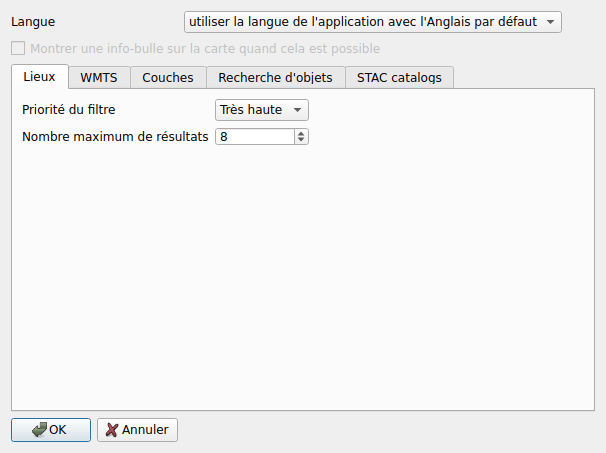 Langue utiliser la langue de l'application avec l'Anglais par défaut
Montrer une info-bulle sur la carte quand cela est possible
Lieux WMTS Couches Recherche d'objets STAC catalogs
Priorité du filtre Très haute
Nombre maximum de résultats 8
OK Annuler